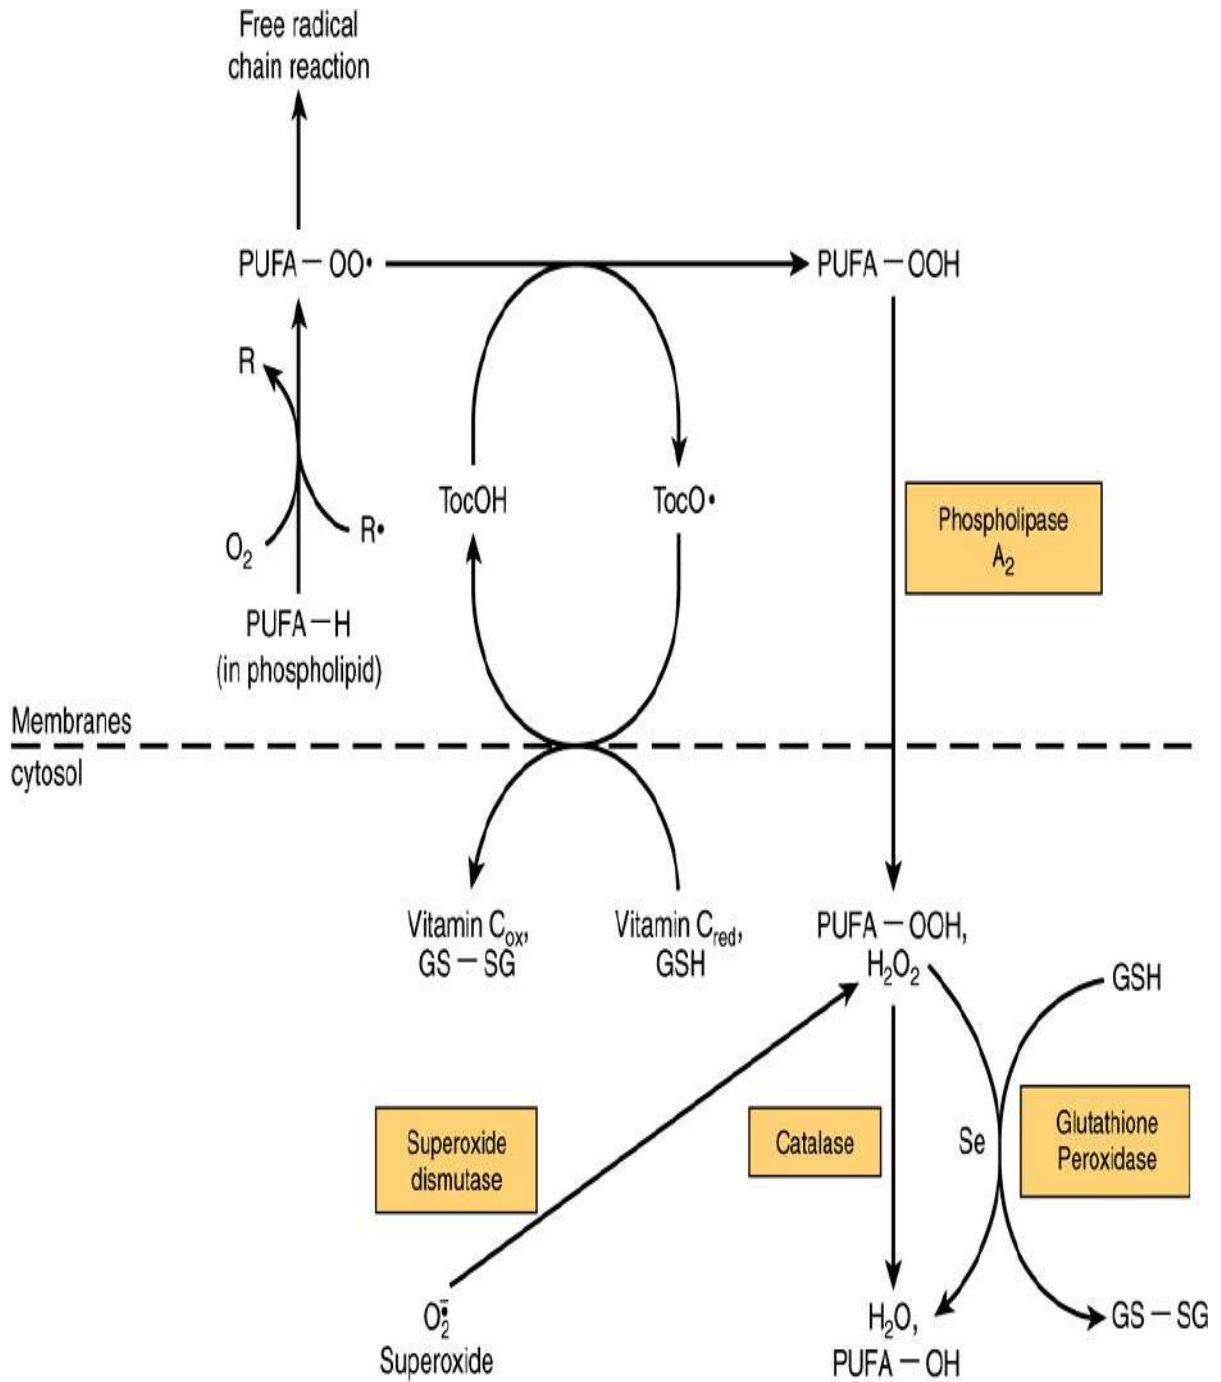 Free radical
chain reaction
PUFA — OO•
PUFA — OOH
R
TocOH
TocO•
Phospholipase
A₂
O₂
R•
PUFA — H
(in phospholipid)
Membranes
cytosol
Vitamin Cₒₓ,
GS — SG
Vitamin C_red,
GSH
PUFA — OOH,
H₂O₂
GSH
Superoxide
dismutase
Catalase
Se
Glutathione
Peroxidase
O₂•̄
Superoxide
H₂O,
PUFA — OH
GS — SG